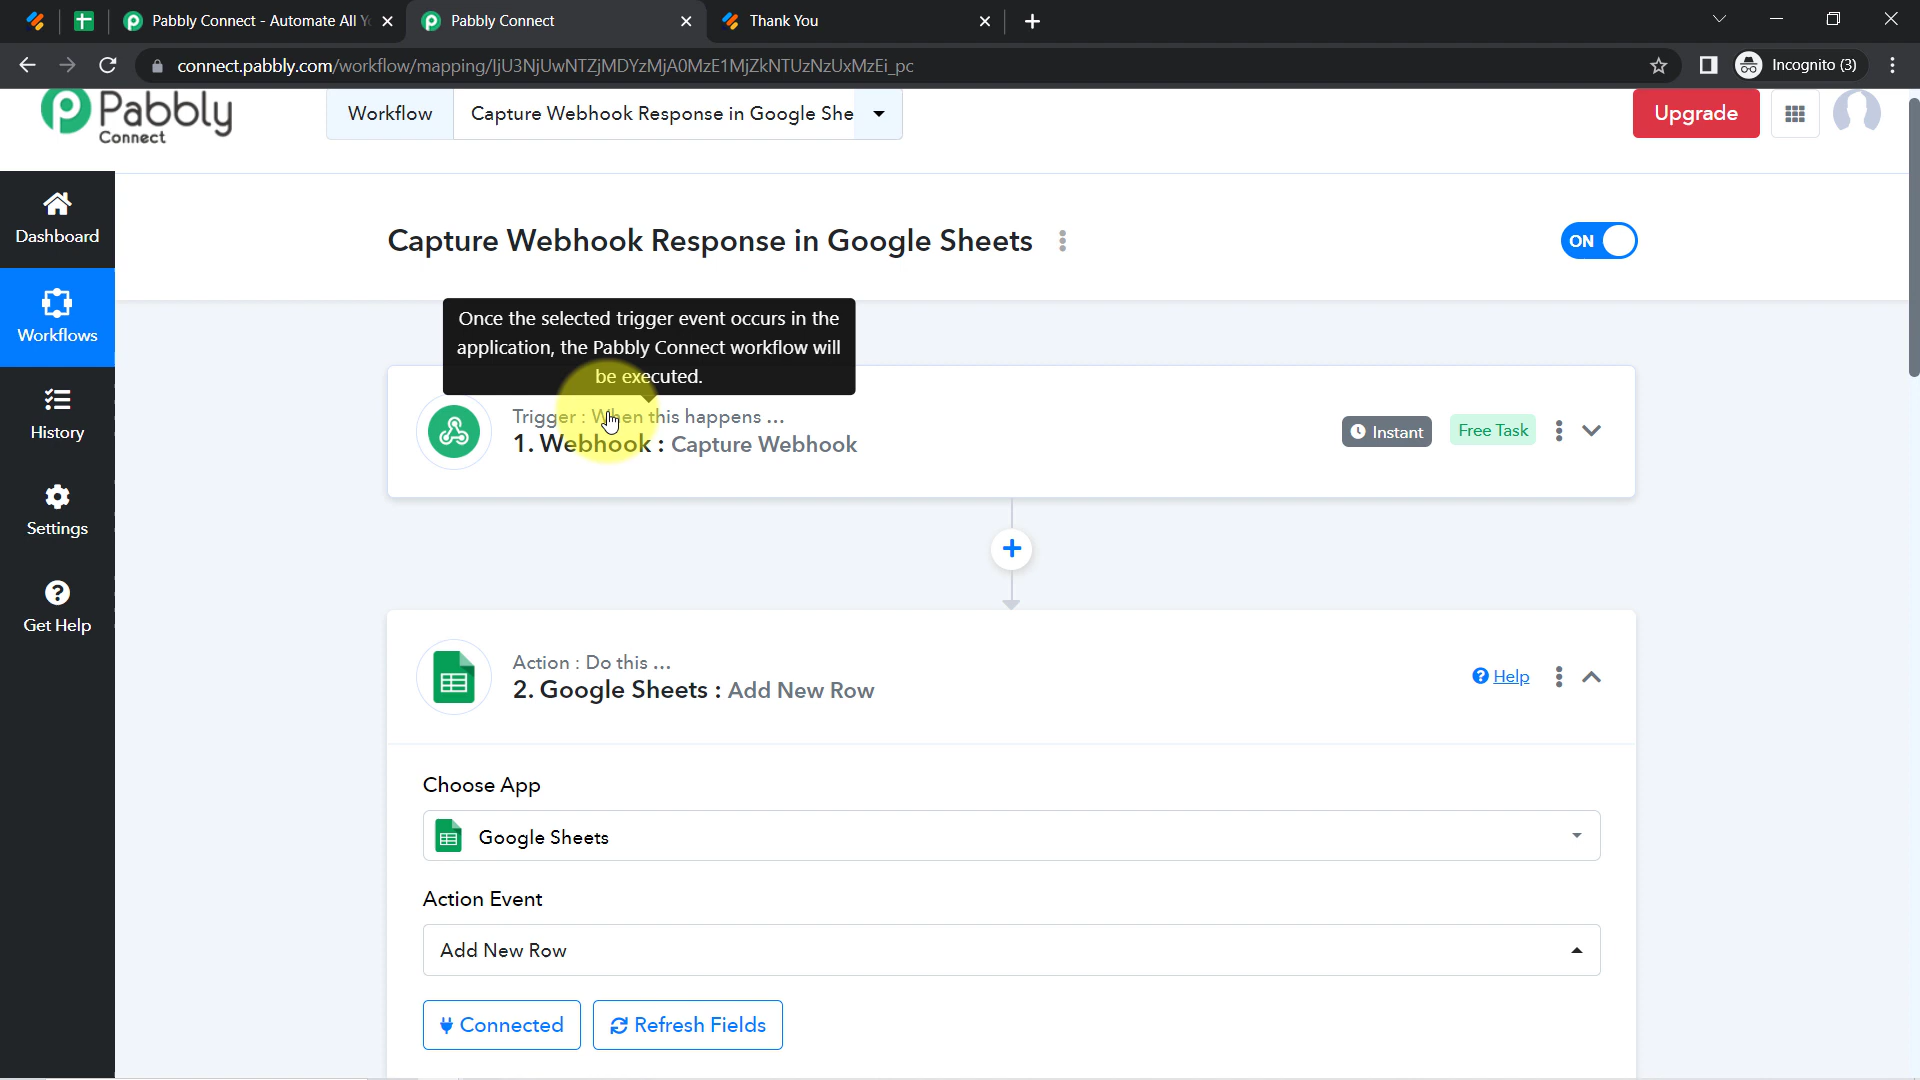 Pabbly Connect - Automate All Y
Pabbly Connect
Thank You
connect.pabbly.com/workflow/mapping/IjU3NjUwNTZjMDYzMjA0MzE1MjZkNTUzNzUxMzEi_pc
Incognito (3)
Pabbly
Connect
Workflow
Capture Webhook Response in Google She
Upgrade
Dashboard
Workflows
History
Settings
Get Help
Capture Webhook Response in Google Sheets
ON
Once the selected trigger event occurs in the
application, the Pabbly Connect workflow will
be executed.
Trigger : When this happens ...
1. Webhook : Capture Webhook
Instant
Free Task
Action : Do this ...
2. Google Sheets : Add New Row
Help
Choose App
Google Sheets
Action Event
Add New Row
Connected
Refresh Fields